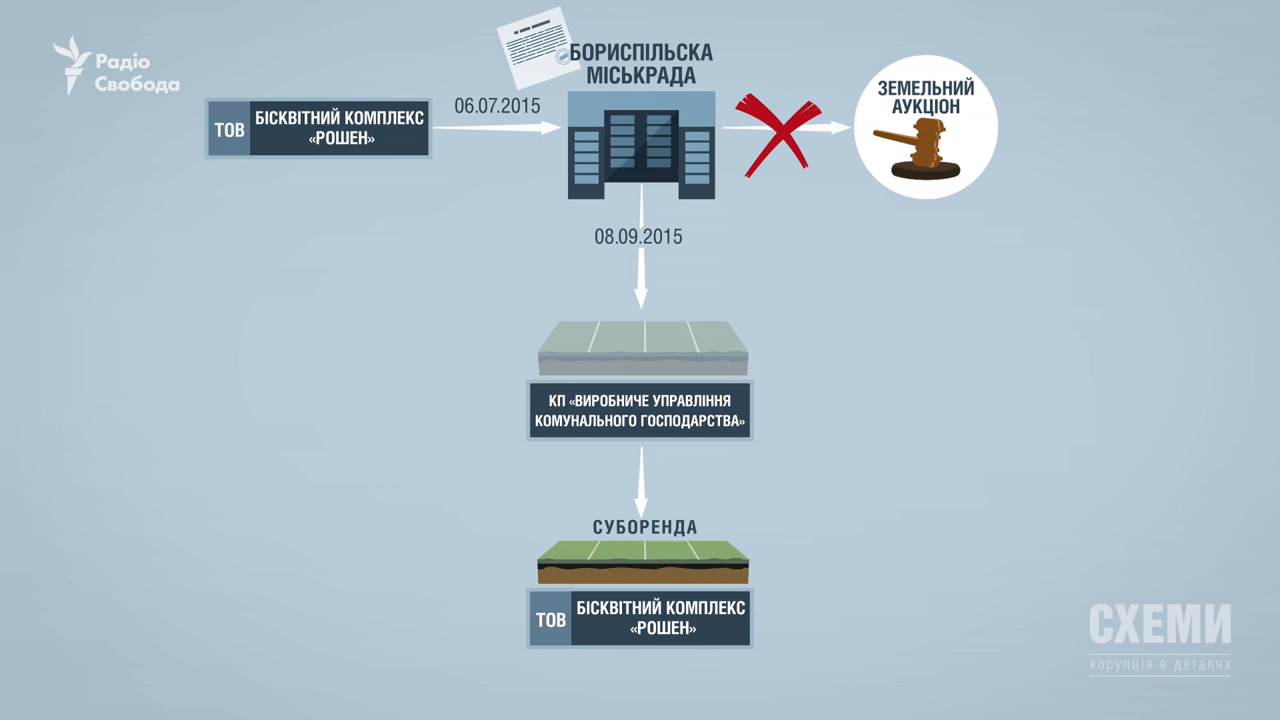 Радіо
Свобода
ТОВ
БІСКВІТНИЙ КОМПЛЕКС
«РОШЕН»
06.07.2015
БОРИСПІЛЬСКА
МІСЬКРАДА
ЗЕМЕЛЬНИЙ
АУКЦІОН
08.09.2015
КП «ВИРОБНИЧЕ УПРАВЛІННЯ
КОМУНАЛЬНОГО ГОСПОДАРСТВА»
СУБОРЕНДА
ТОВ
БІСКВІТНИЙ КОМПЛЕКС
«РОШЕН»
СХЕМИ
корупція в деталях